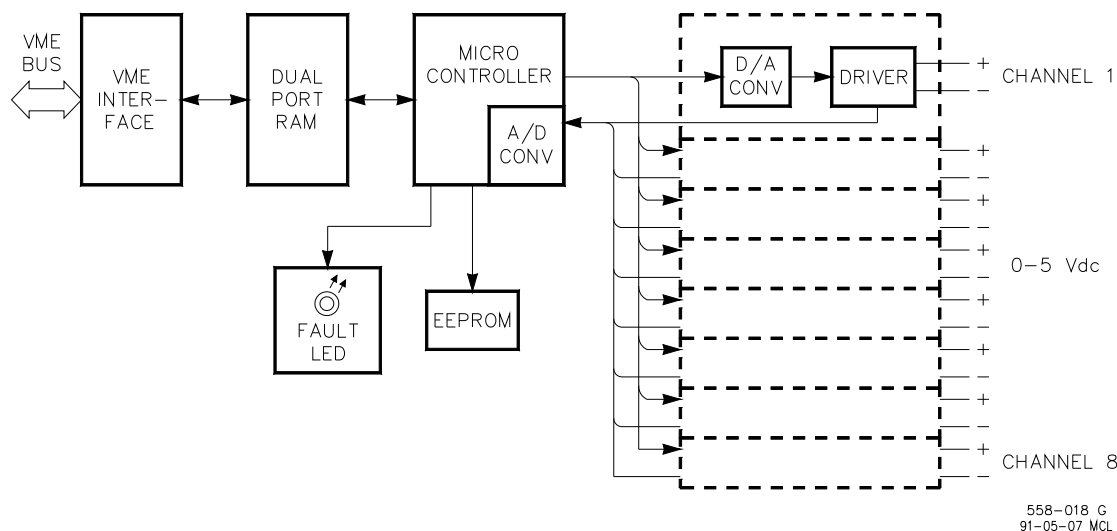 VME
BUS
VME
INTER-
FACE
DUAL
PORT
RAM
MICRO
CONTROLLER
A/D
CONV
D/A
CONV
DRIVER
+
CHANNEL 1
−
+
−
+
−
+
0-5 Vdc
−
+
−
+
−
+
−
+
CHANNEL 8
−
FAULT
LED
EEPROM
558-018 G
91-05-07 MCL